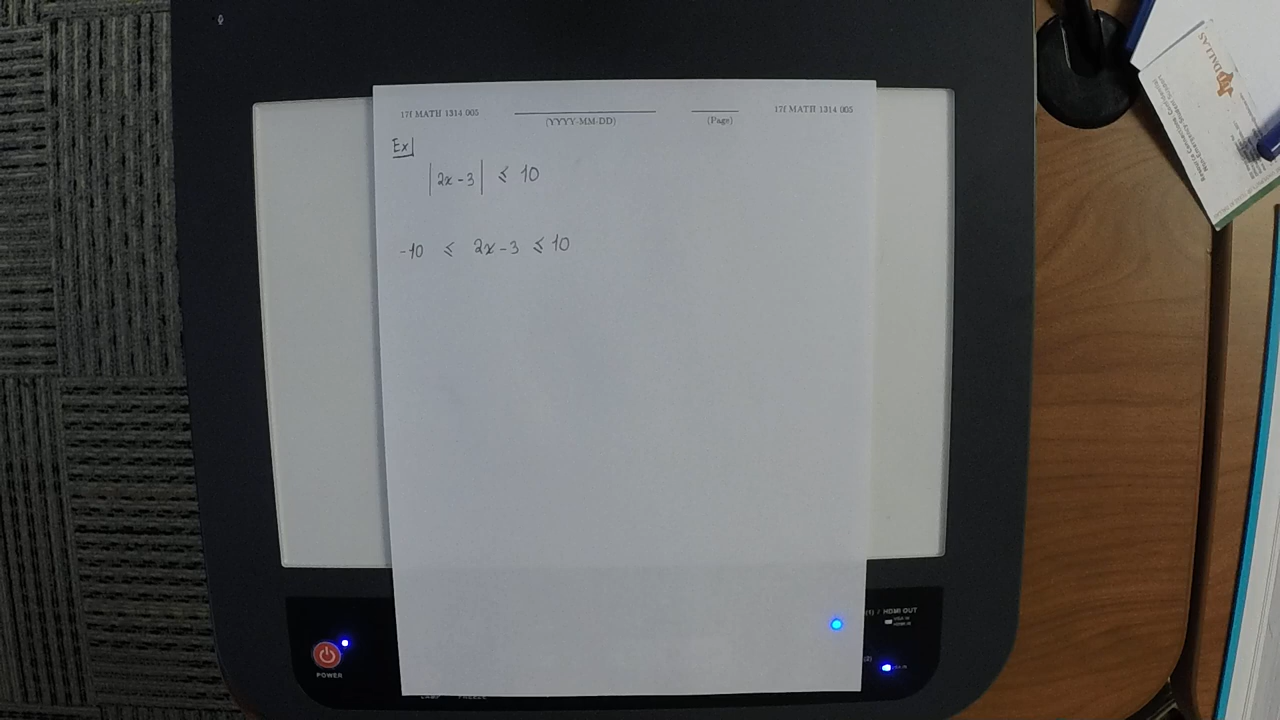 17f MATH 1314 005
(YYYY-MM-DD)
(Page)
17f MATH 1314 005
Ex
|2x-3| ≤ 10
-10 ≤ 2x-3 ≤ 10
DALLAS
POWER
HDMI OUT